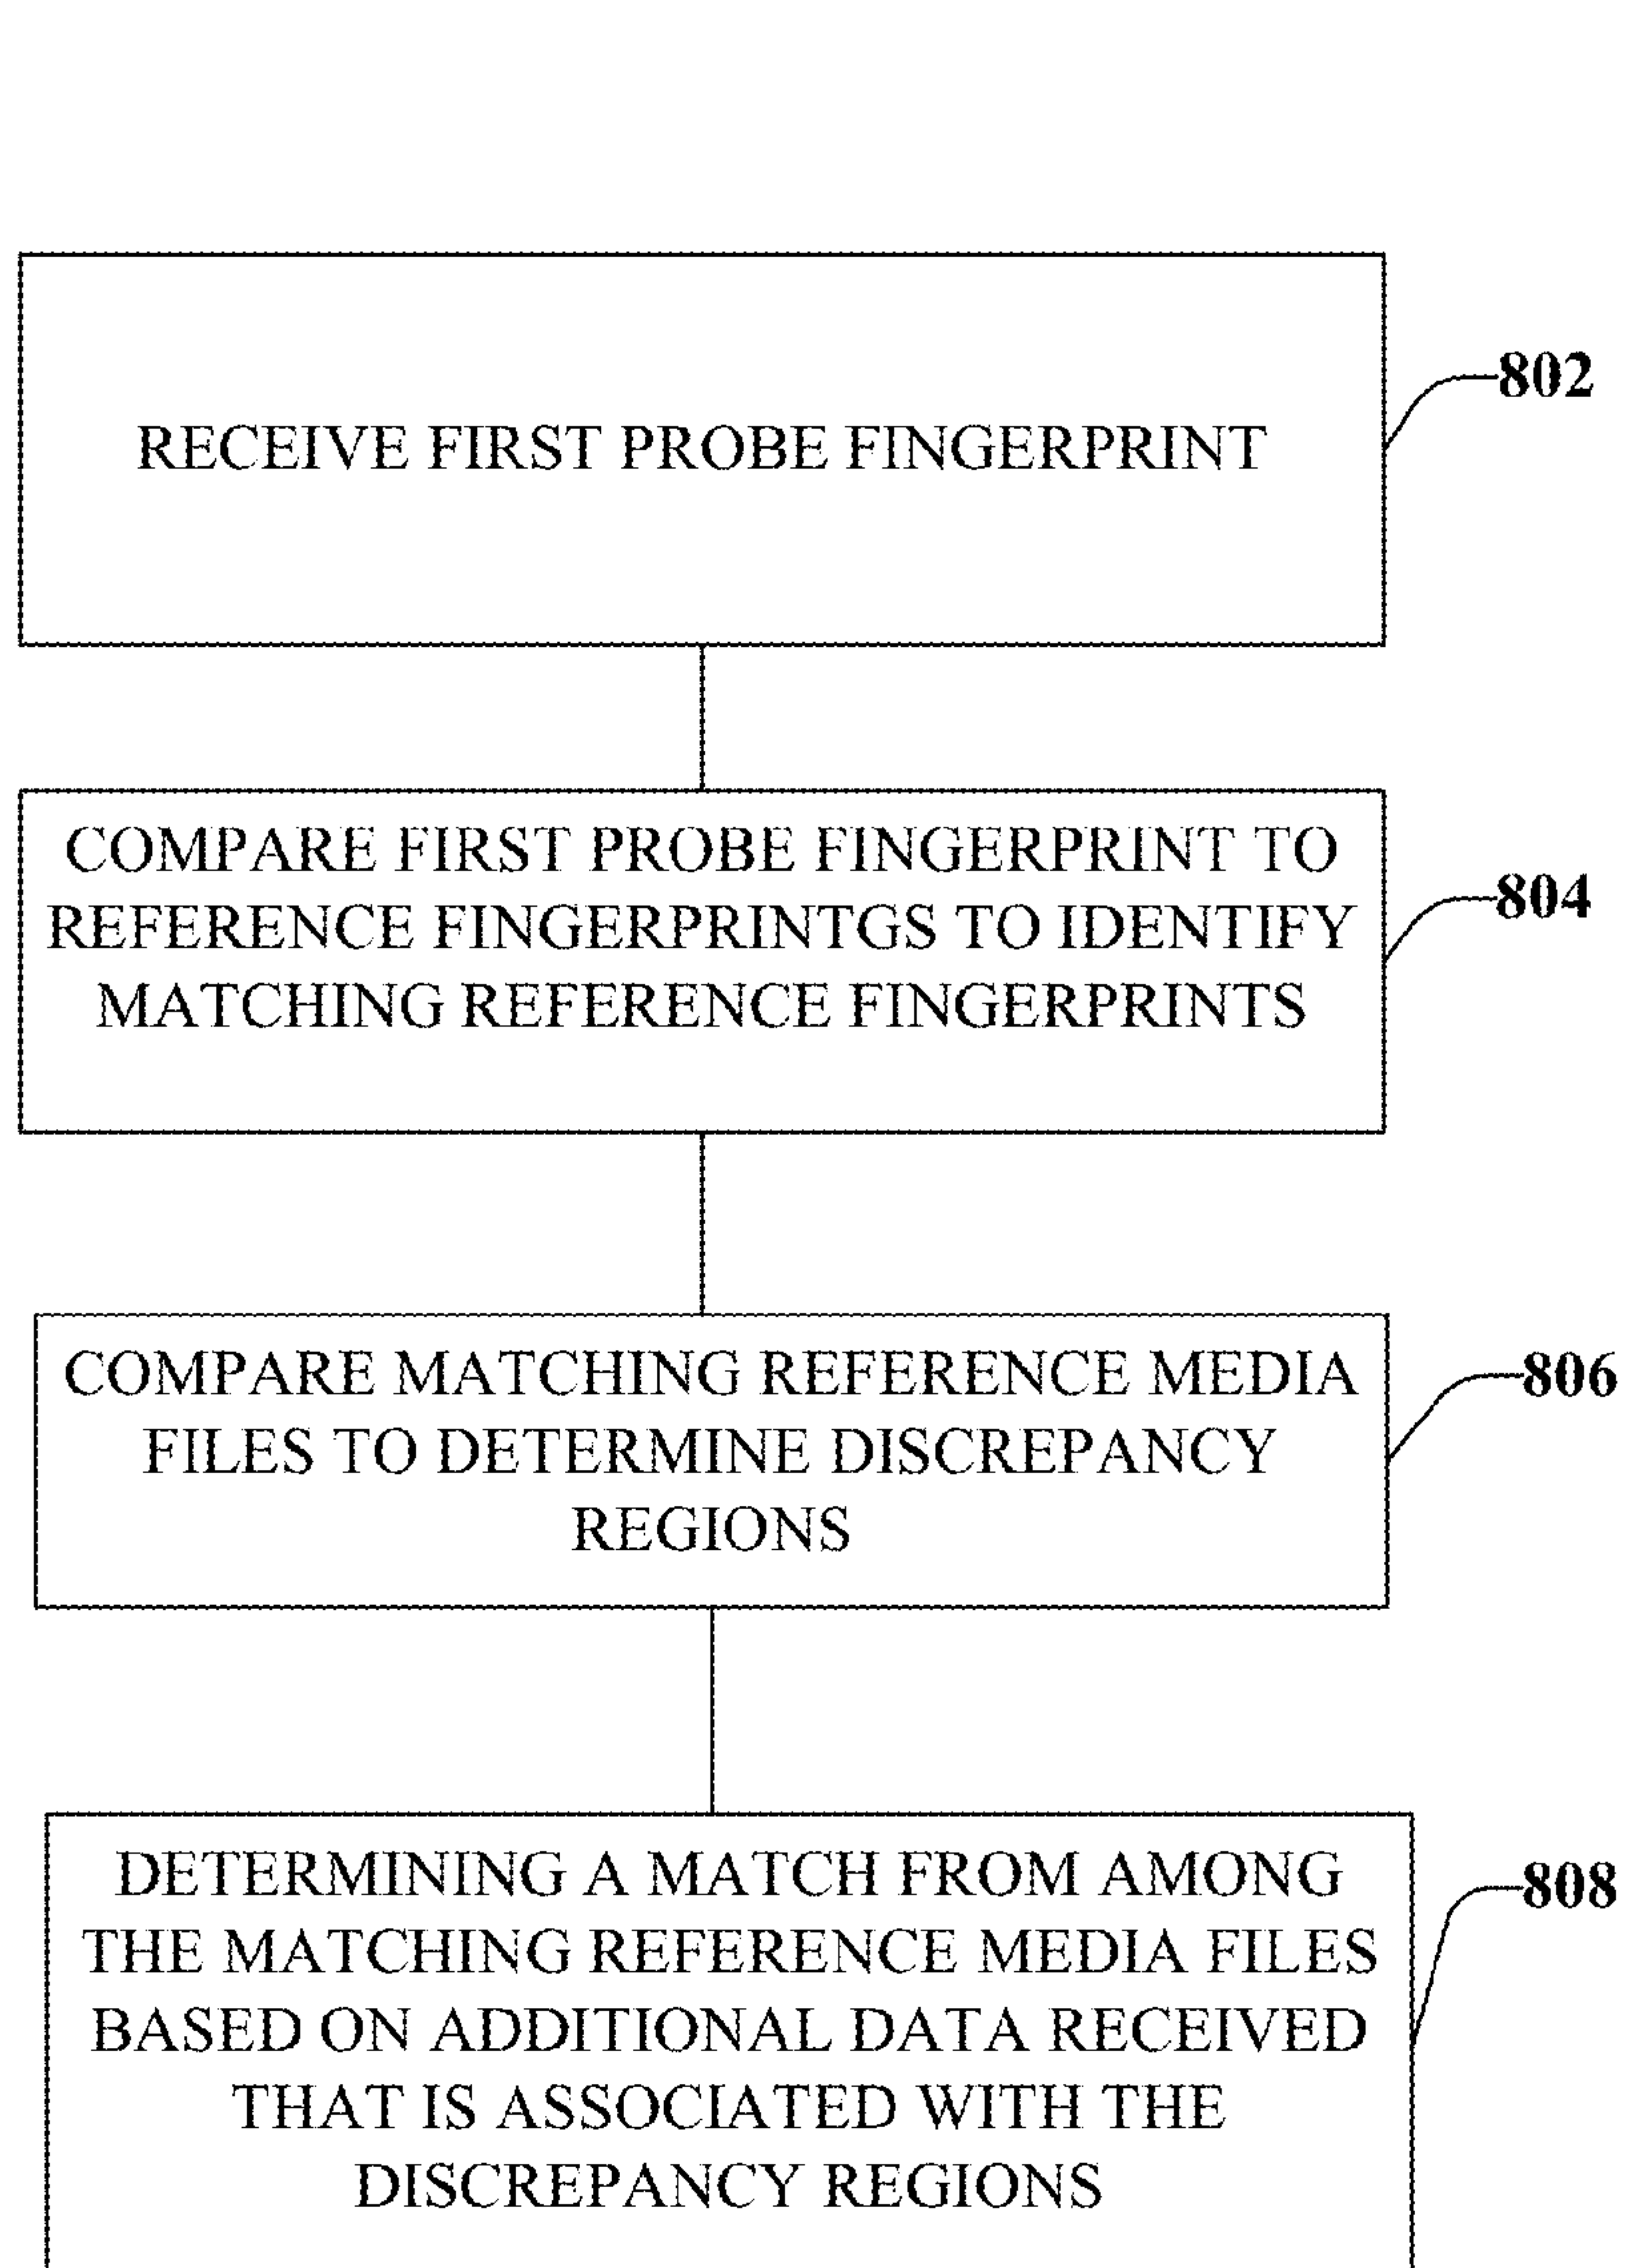 RECEIVE FIRST PROBE FINGERPRINT
802
COMPARE FIRST PROBE FINGERPRINT TO
REFERENCE FINGERPRINTGS TO IDENTIFY
MATCHING REFERENCE FINGERPRINTS
804
COMPARE MATCHING REFERENCE MEDIA
FILES TO DETERMINE DISCREPANCY
REGIONS
806
DETERMINING A MATCH FROM AMONG
THE MATCHING REFERENCE MEDIA FILES
BASED ON ADDITIONAL DATA RECEIVED
THAT IS ASSOCIATED WITH THE
DISCREPANCY REGIONS
808